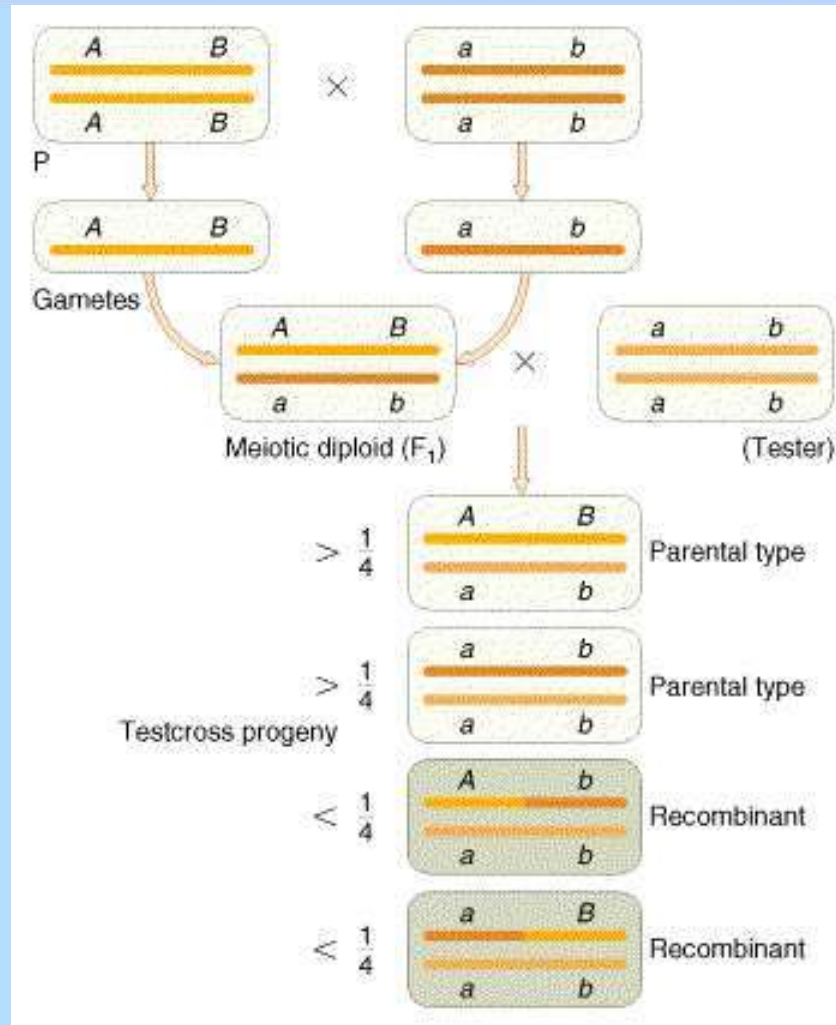 A B a b
×
A B a b
P
A B a b
Gametes
A B a b
×
a b a b
Meiotic diploid (F₁) (Tester)
A B
> 1/4 Parental type
a b
a b
> 1/4 Parental type
a b
Testcross progeny
A b
< 1/4 Recombinant
a b
a B
< 1/4 Recombinant
a b